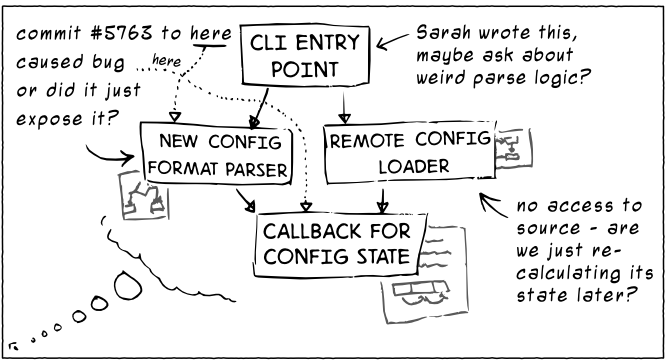 commit #5763 to here
caused bug
or did it just
expose it?
here
CLI ENTRY
POINT
Sarah wrote this,
maybe ask about
weird parse logic?
NEW CONFIG
FORMAT PARSER
REMOTE CONFIG
LOADER
CALLBACK FOR
CONFIG STATE
no access to
source - are
we just re-
calculating its
state later?